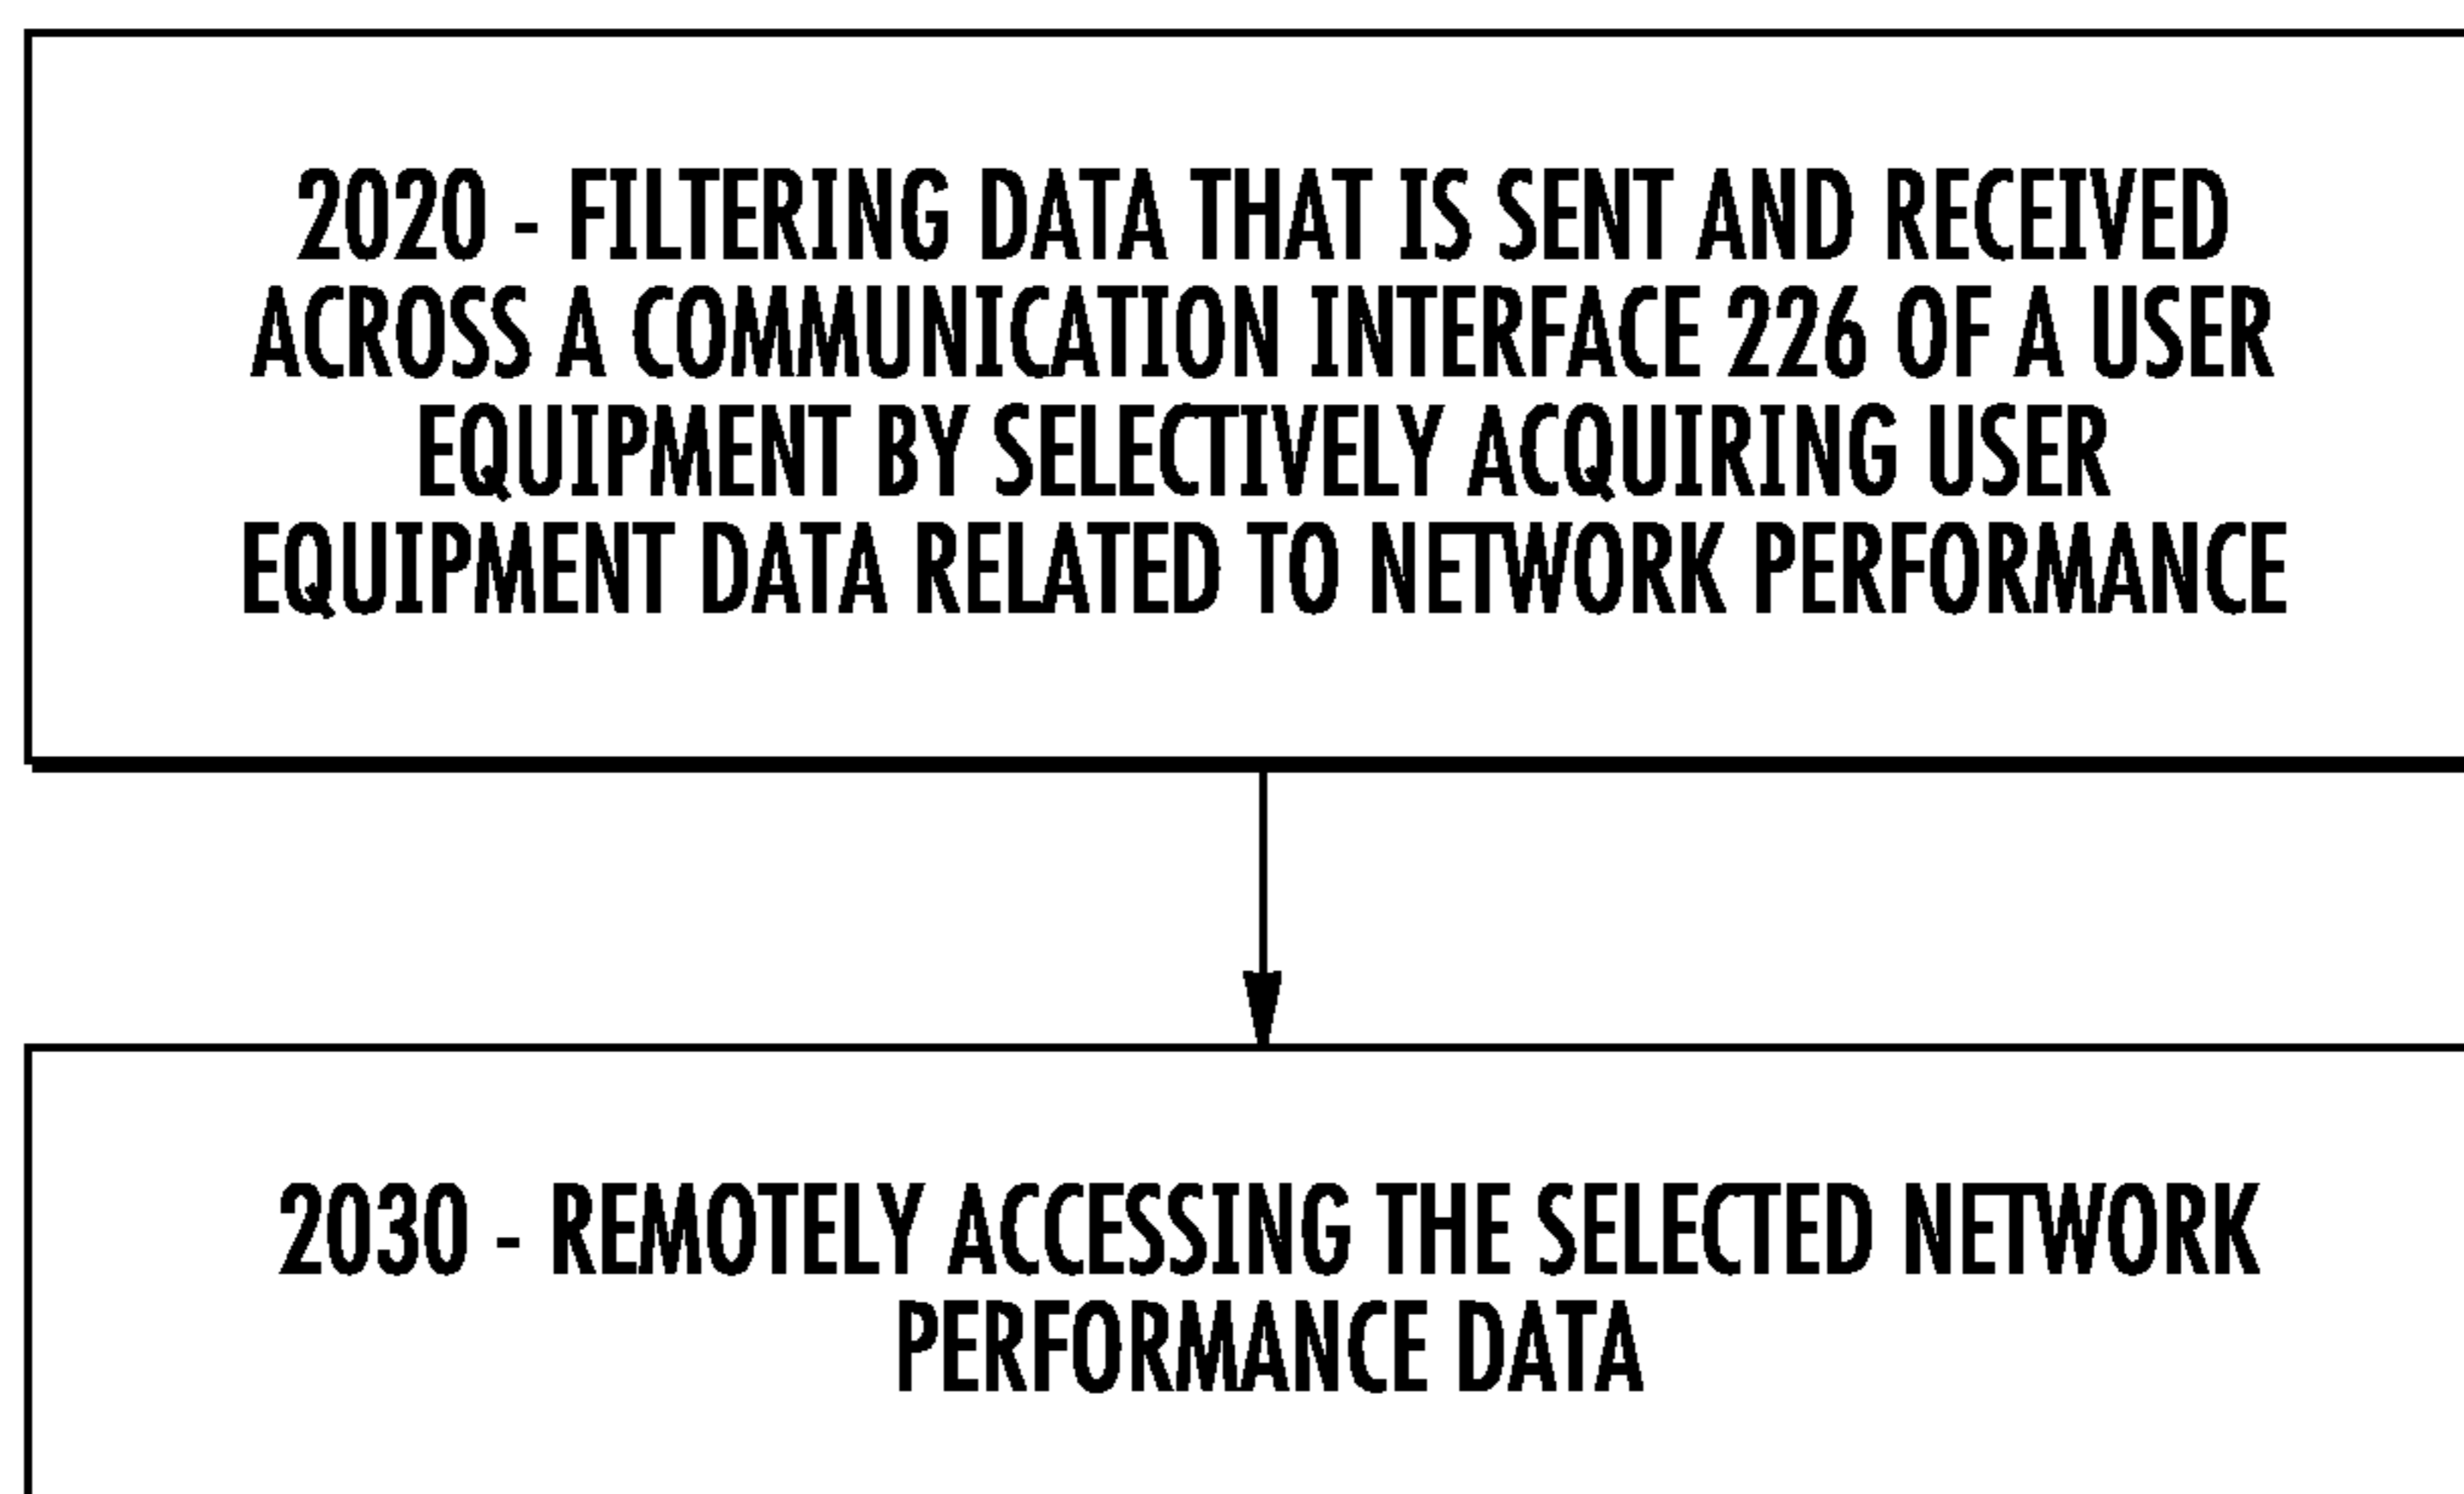 2020 - FILTERING DATA THAT IS SENT AND RECEIVED
ACROSS A COMMUNICATION INTERFACE 226 OF A USER
EQUIPMENT BY SELECTIVELY ACQUIRING USER
EQUIPMENT DATA RELATED TO NETWORK PERFORMANCE
2030 - REMOTELY ACCESSING THE SELECTED NETWORK
PERFORMANCE DATA